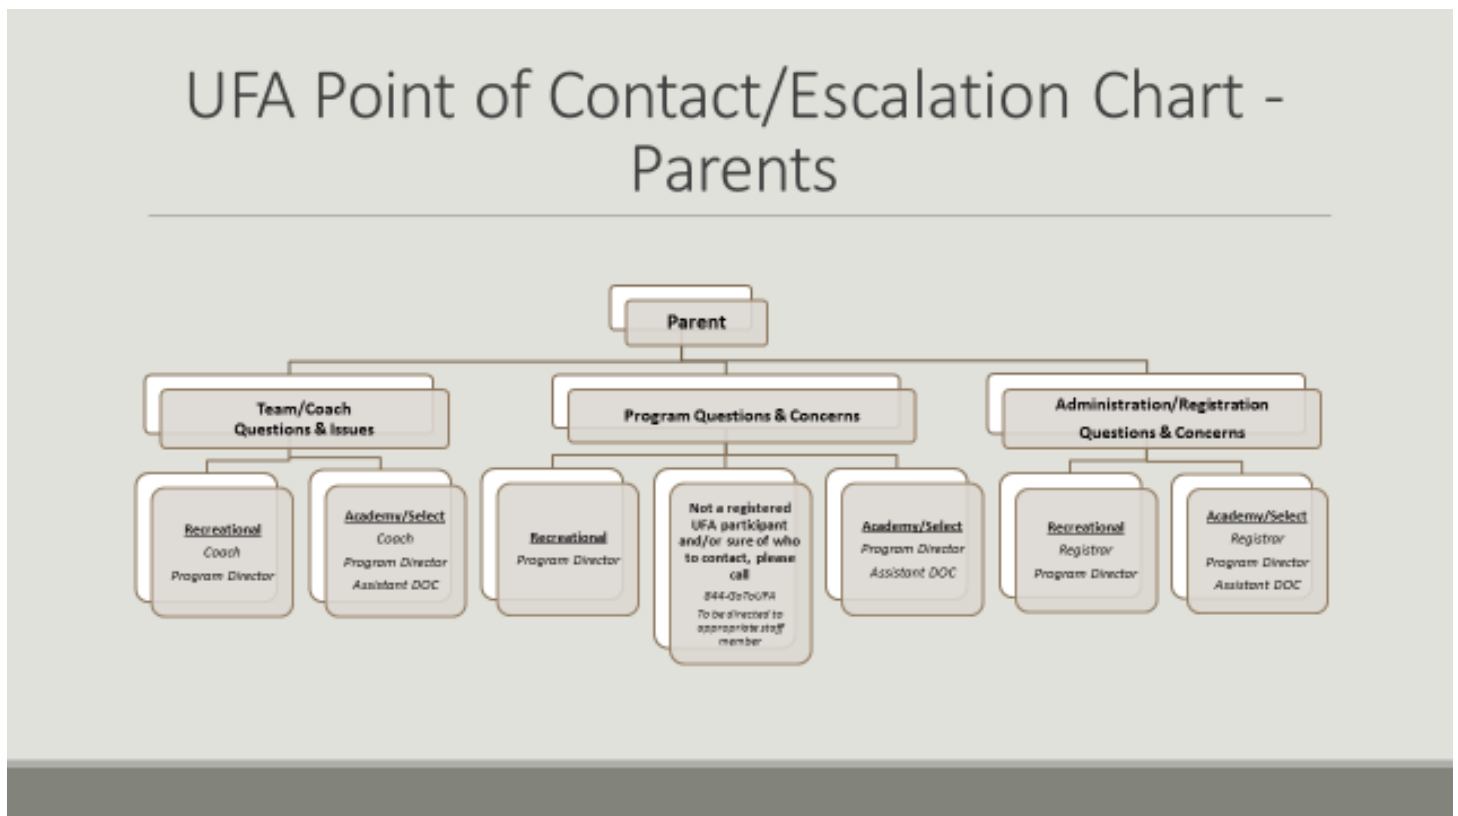 UFA Point of Contact/Escalation Chart -
Parents
Parent
Team/Coach
Questions & Issues
Program Questions & Concerns
Administration/Registration
Questions & Concerns
Recreational
Coach
Program Director
Academy/Select
Coach
Program Director
Assistant DOC
Recreational
Program Director
Not a registered
UFA participant
and/or sure of who
to contact, please
call
844-GoToUFA
To be directed to
appropriate staff
member
Academy/Select
Program Director
Assistant DOC
Recreational
Registrar
Program Director
Academy/Select
Registrar
Program Director
Assistant DOC